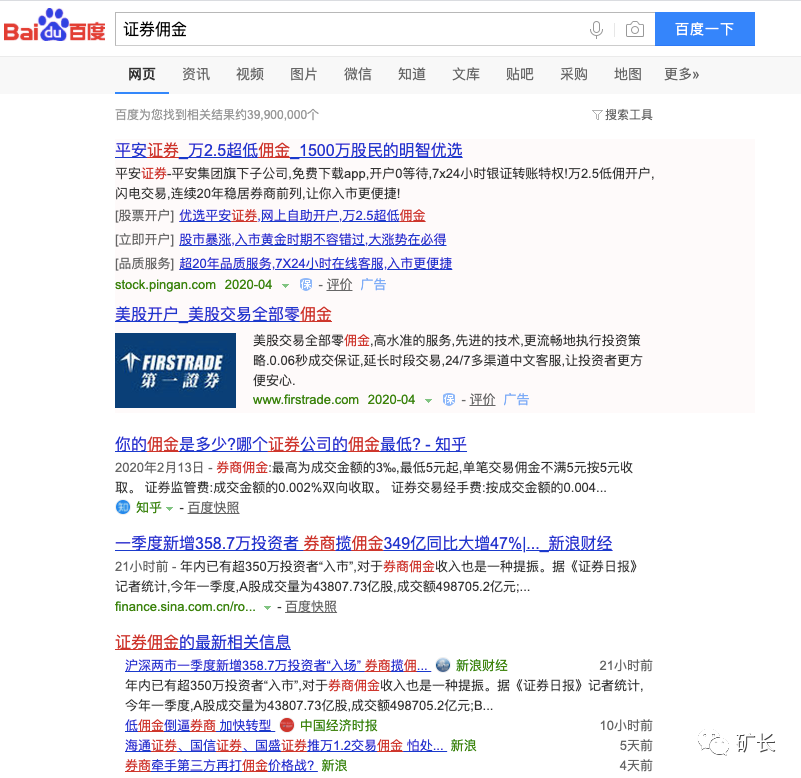 Baidu百度 证券佣金 百度一下
网页 资讯 视频 图片 微信 知道 文库 贴吧 采购 地图 更多»
百度为您找到相关结果约39,900,000个 搜索工具
平安证券_万2.5超低佣金_1500万股民的明智优选
平安证券-平安集团旗下子公司,免费下载app,开户0等待,7x24小时银证转账特权!万2.5低佣开户,
闪电交易,连续20年稳居券商前列,让你入市更便捷!
[股票开户] 优选平安证券,网上自助开户,万2.5超低佣金
[立即开户] 股市暴涨,入市黄金时期不容错过,大涨势在必得
[品质服务] 超20年品质服务,7X24小时在线客服,入市更便捷
stock.pingan.com 2020-04 保 - 评价 广告
美股开户_美股交易全部零佣金
FIRSTRADE
第一證券
美股交易全部零佣金,高水准的服务,先进的技术,更流畅地执行投资策
略.0.06秒成交保证,延长时段交易,24/7多渠道中文客服,让投资者更方
便安心.
www.firstrade.com 2020-04 保 - 评价 广告
你的佣金是多少?哪个证券公司的佣金最低? - 知乎
2020年2月13日 - 券商佣金:最高为成交金额的3‰,最低5元起,单笔交易佣金不满5元按5元收
取。 证券监管费:成交金额的0.002%双向收取。 证券交易经手费:按成交金额的0.004...
知 知乎 - 百度快照
一季度新增358.7万投资者 券商揽佣金349亿同比大增47%|..._新浪财经
21小时前 - 年内已有超350万投资者“入市”,对于券商佣金收入也是一种提振。据《证券日报》
记者统计,今年一季度,A股成交量为43807.73亿股,成交额498705.2亿元;...
finance.sina.com.cn/ro... - 百度快照
证券佣金的最新相关信息
沪深两市一季度新增358.7万投资者“入场” 券商揽佣... 新浪财经 21小时前
年内已有超350万投资者“入市”,对于券商佣金收入也是一种提振。据《证券日报》记者统计,
今年一季度,A股成交量为43807.73亿股,成交额498705.2亿元;B...
低佣金倒逼券商 加快转型 中国经济时报 10小时前
海通证券、国信证券、国盛证券推万1.2交易佣金 怕处... 新浪 5天前
券商牵手第三方再打佣金价格战? 新浪 4天前
矿长